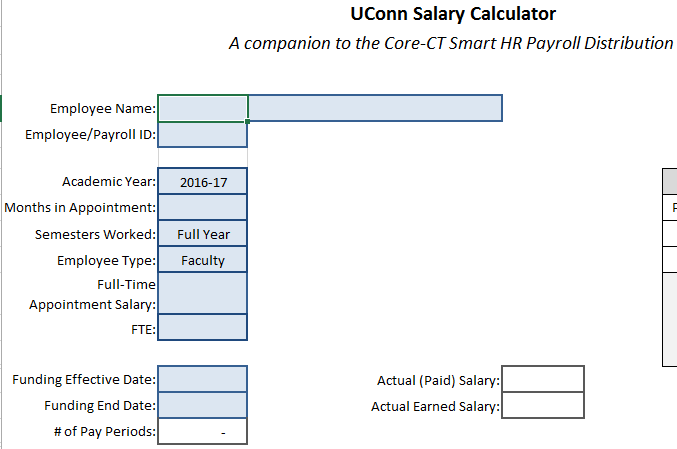 UConn Salary Calculator
A companion to the Core-CT Smart HR Payroll Distribution
Employee Name:
Employee/Payroll ID:
Academic Year: 2016-17
Months in Appointment:
Semesters Worked: Full Year
Employee Type: Faculty
Full-Time
Appointment Salary:
FTE:
Funding Effective Date: Actual (Paid) Salary:
Funding End Date: Actual Earned Salary:
# of Pay Periods: -